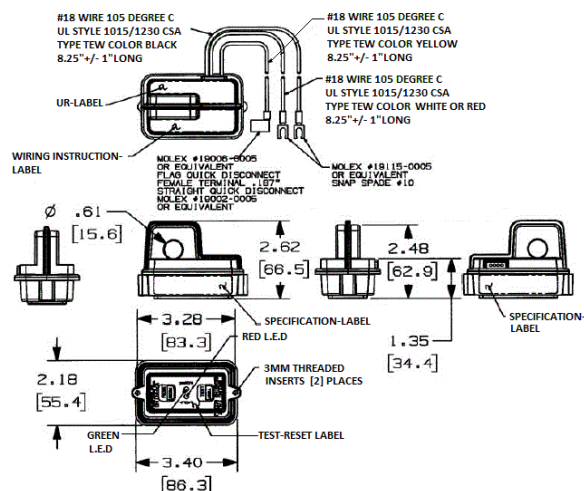 #18 WIRE 105 DEGREE C
UL STYLE 1015/1230 CSA
TYPE TEW COLOR BLACK
8.25"+/- 1"LONG
#18 WIRE 105 DEGREE C
UL STYLE 1015/1230 CSA
TYPE TEW COLOR YELLOW
8.25"+/- 1"LONG
#18 WIRE 105 DEGREE C
UL STYLE 1015/1230 CSA
TYPE TEW COLOR WHITE OR RED
8.25"+/- 1"LONG
UR-LABEL
WIRING INSTRUCTION-
LABEL
MOLEX #19006-0005
OR EQUIVALENT
FLAG QUICK DISCONNECT
FEMALE TERMINAL .187"
STRAIGHT QUICK DISCONNECT
MOLEX #19002-0005
OR EQUIVALENT
MOLEX #19115-0005
OR EQUIVALENT
SNAP SPADE #10
Ø .61
[15.6]
2.62
[66.5]
2.48
[62.9]
1.35
[34.4]
SPECIFICATION-LABEL
SPECIFICATION-
LABEL
3.28
[83.3]
RED L.E.D
3MM THREADED
INSERTS [2] PLACES
2.18
[55.4]
GREEN
L.E.D
TEST-RESET LABEL
3.40
[86.3]